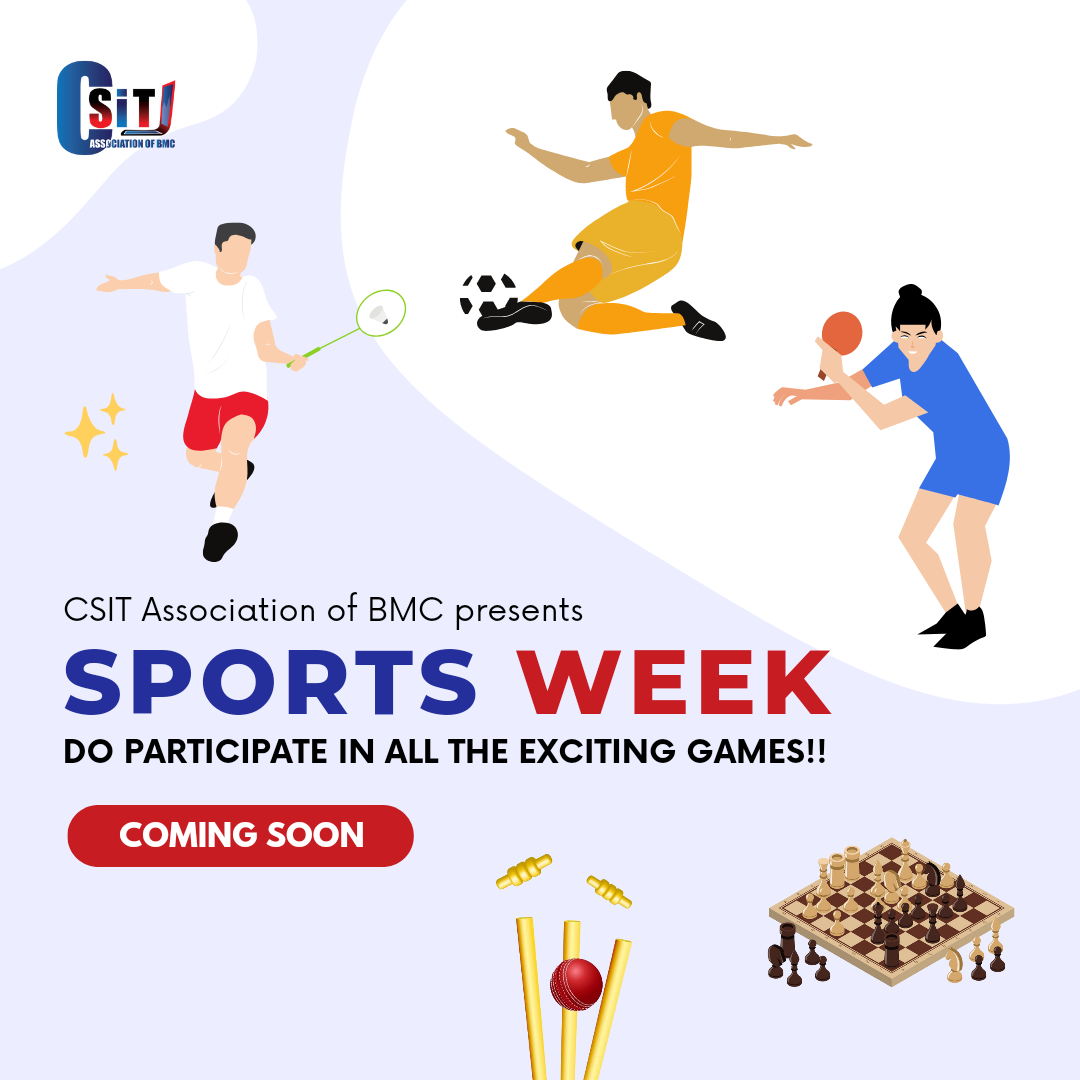 CSIT
ASSOCIATION OF BMC
CSIT Association of BMC presents
SPORTS WEEK
DO PARTICIPATE IN ALL THE EXCITING GAMES!!
COMING SOON